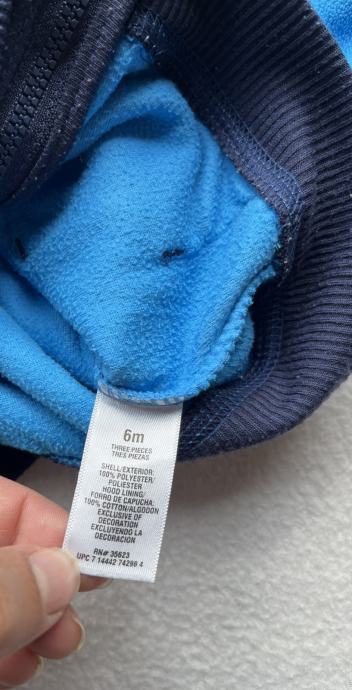 6m
THREE PIECES
TRES PIEZAS
SHELL/EXTERIOR:
100% POLYESTER/
POLIESTER
HOOD LINING/
FORRO DE CAPUCHA:
100% COTTON/ALGODON
EXCLUSIVE OF
DECORATION
EXCLUYENDO LA
DECORACION
RN# 35623
UPC 7 14442 74298 4